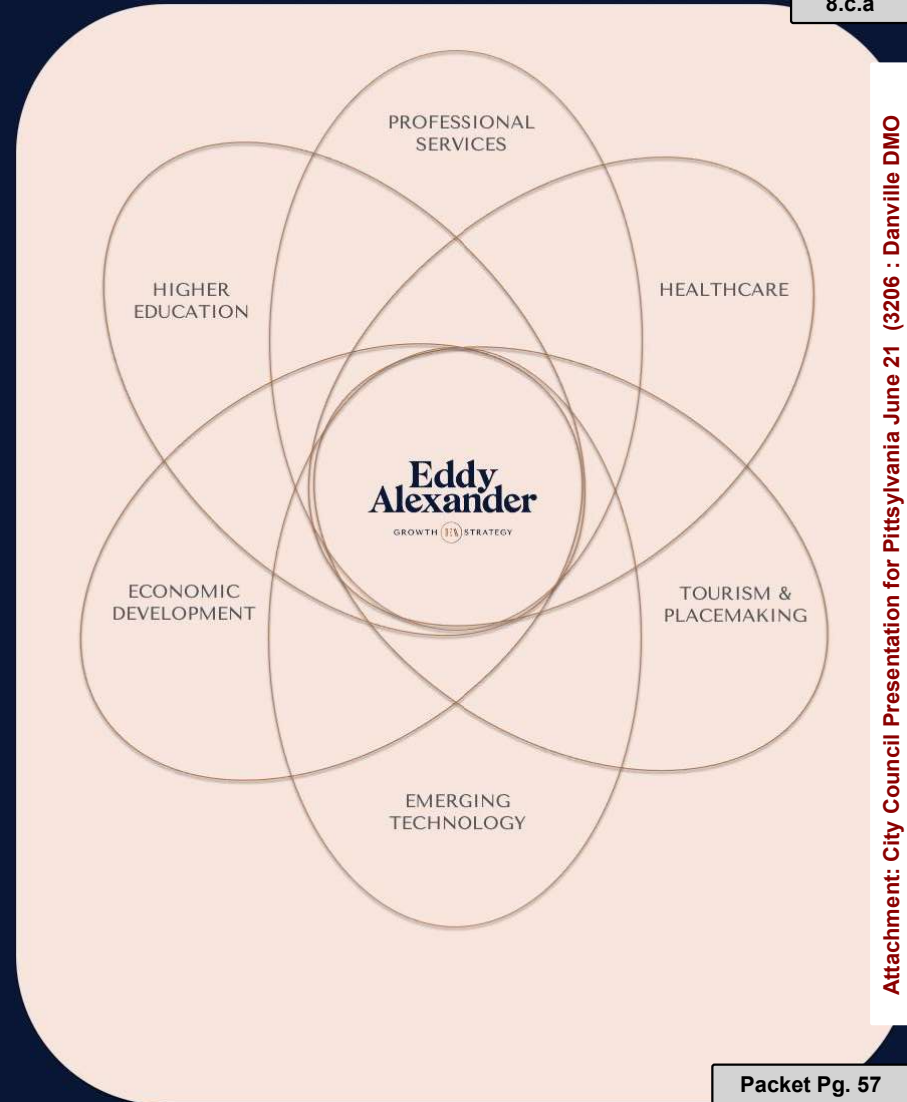 8.c.a
PROFESSIONAL
SERVICES
HIGHER
EDUCATION
HEALTHCARE
Eddy
Alexander
GROWTH EA STRATEGY
ECONOMIC
DEVELOPMENT
TOURISM &
PLACEMAKING
EMERGING
TECHNOLOGY
Attachment: City Council Presentation for Pittsylvania June 21 (3206 : Danville DMO
Packet Pg. 57